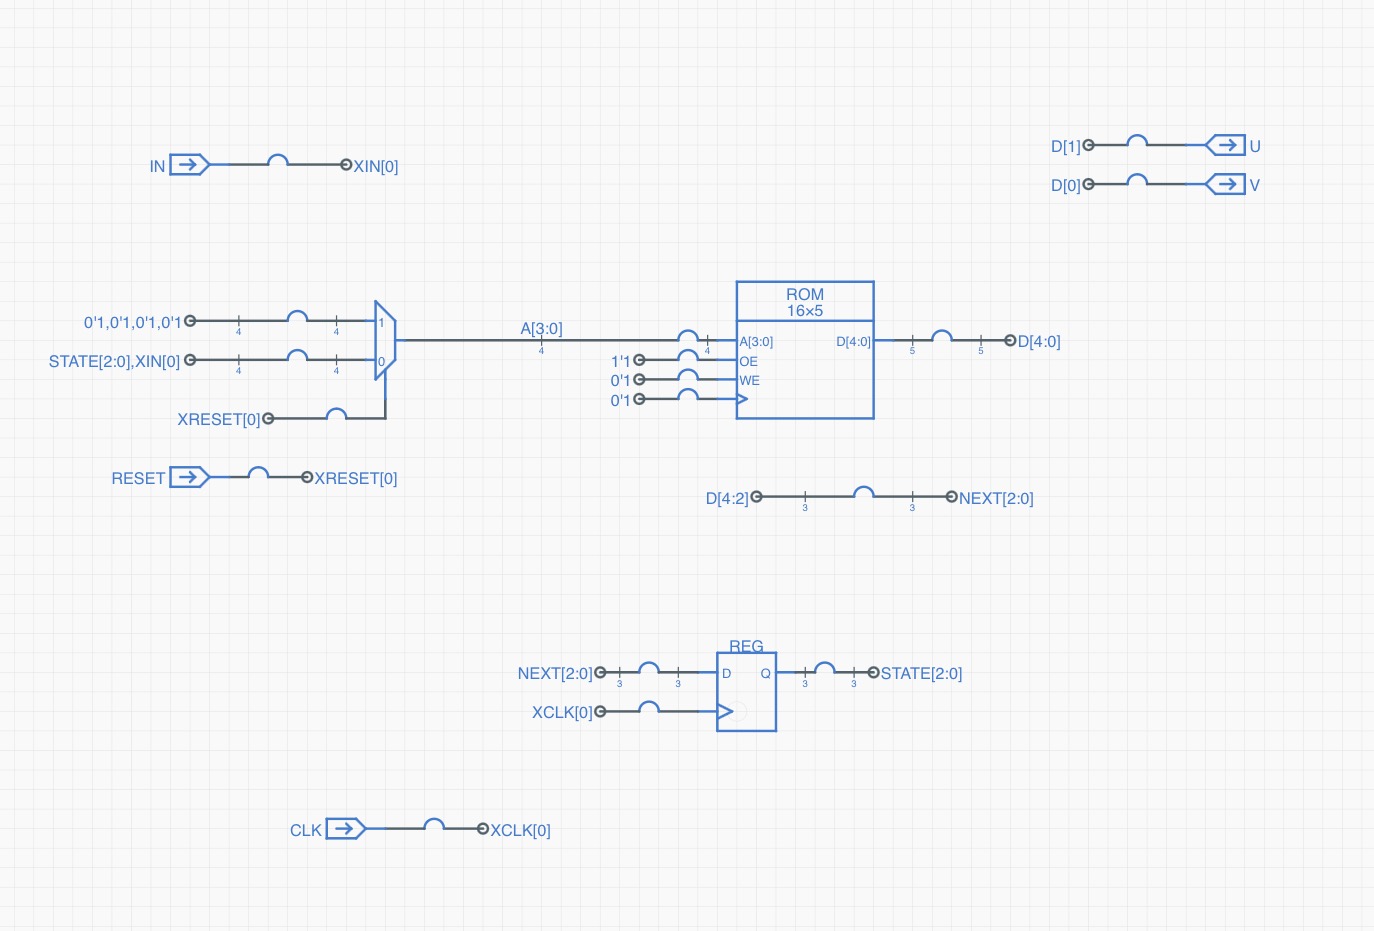 D[1] U
IN XIN[0]
D[0] V
ROM
16×5
0'1,0'1,0'1,0'1 4 4 1
A[3:0] 4 4 A[3:0] D[4:0] 5 5 D[4:0]
STATE[2:0],XIN[0] 4 4 0
1'1 OE
0'1 WE
0'1
XRESET[0]
RESET XRESET[0]
D[4:2] 3 3 NEXT[2:0]
REG
NEXT[2:0] 3 3 D Q 3 3 STATE[2:0]
XCLK[0]
CLK XCLK[0]